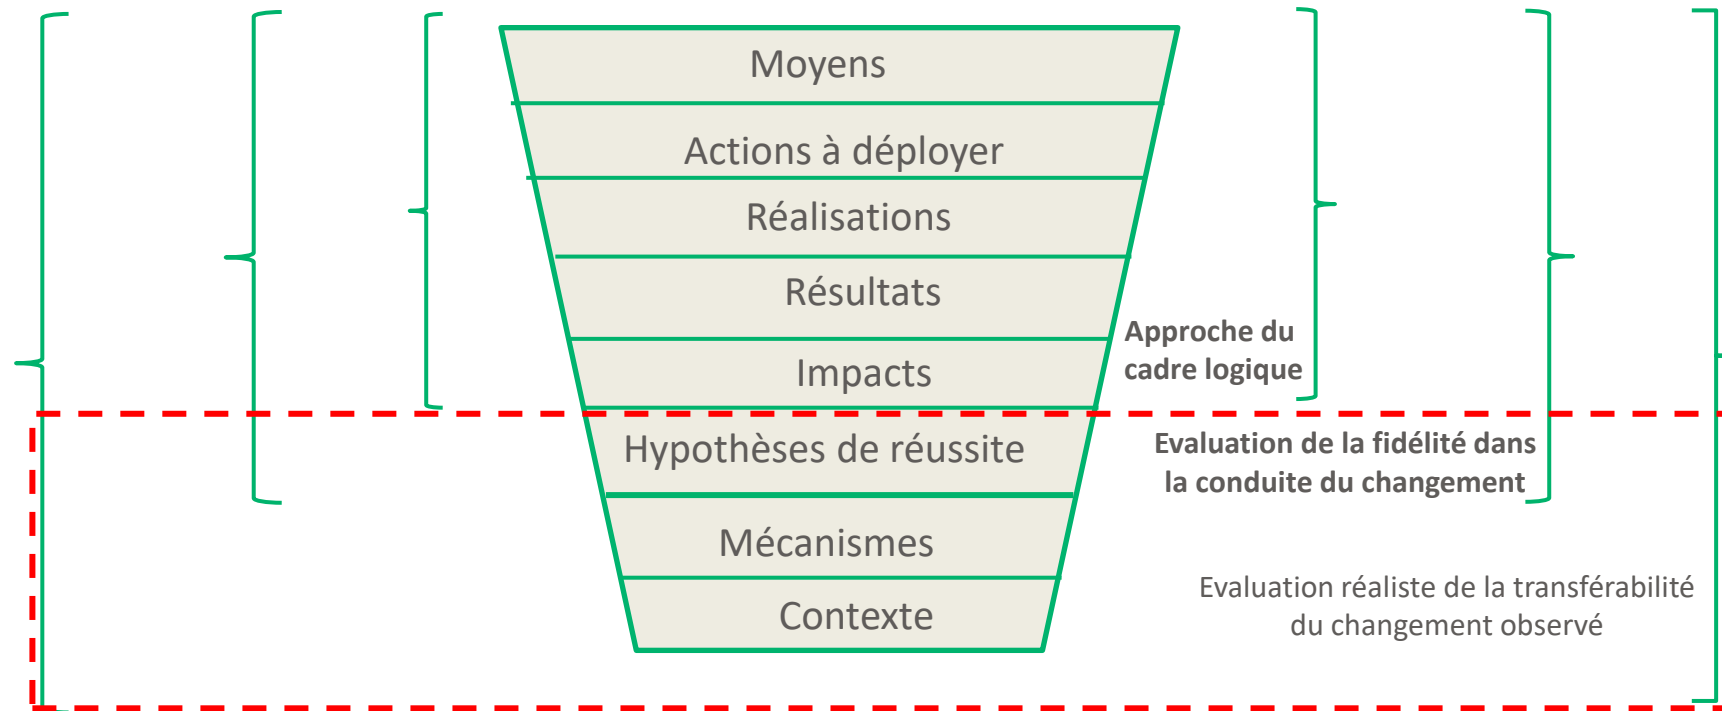 Moyens
Actions à déployer
Réalisations
Résultats
Impacts
Approche du
cadre logique
Hypothèses de réussite
Evaluation de la fidélité dans
la conduite du changement
Mécanismes
Contexte
Evaluation réaliste de la transférabilité
du changement observé